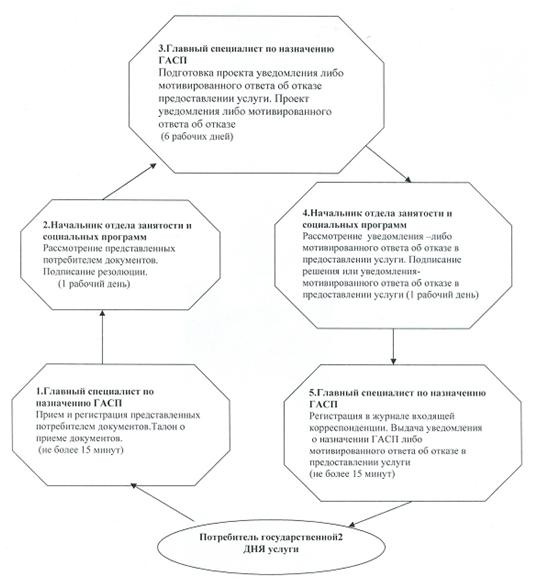 3.Главный специалист по назначению
ГАСП
Подготовка проекта уведомления либо
мотивированного ответа об отказе
предоставлении услуги. Проект
уведомления либо мотивированного
ответа об отказе
(6 рабочих дней)
2.Начальник отдела занятости и
социальных программ
Рассмотрение представленных
потребителем документов.
Подписание резолюции.
(1 рабочий день)
4.Начальник отдела занятости и
социальных программ
Рассмотрение уведомления –либо
мотивированного ответа об отказе в
предоставлении услуги. Подписание
решения или уведомления-
мотивированного ответа об отказе в
предоставлении услуги (1 рабочий день)
1.Главный специалист по
назначению ГАСП
Прием и регистрация представленных
потребителем документов.Талон о
приеме документов.
(не более 15 минут)
5.Главный специалист по назначению
ГАСП
Регистрация в журнале входящей
корреспонденции. Выдача уведомления
о назначении ГАСП либо
мотивированного ответа об отказе в
предоставлении услуги
(не более 15 минут)
Потребитель государственной2
ДНЯ услуги